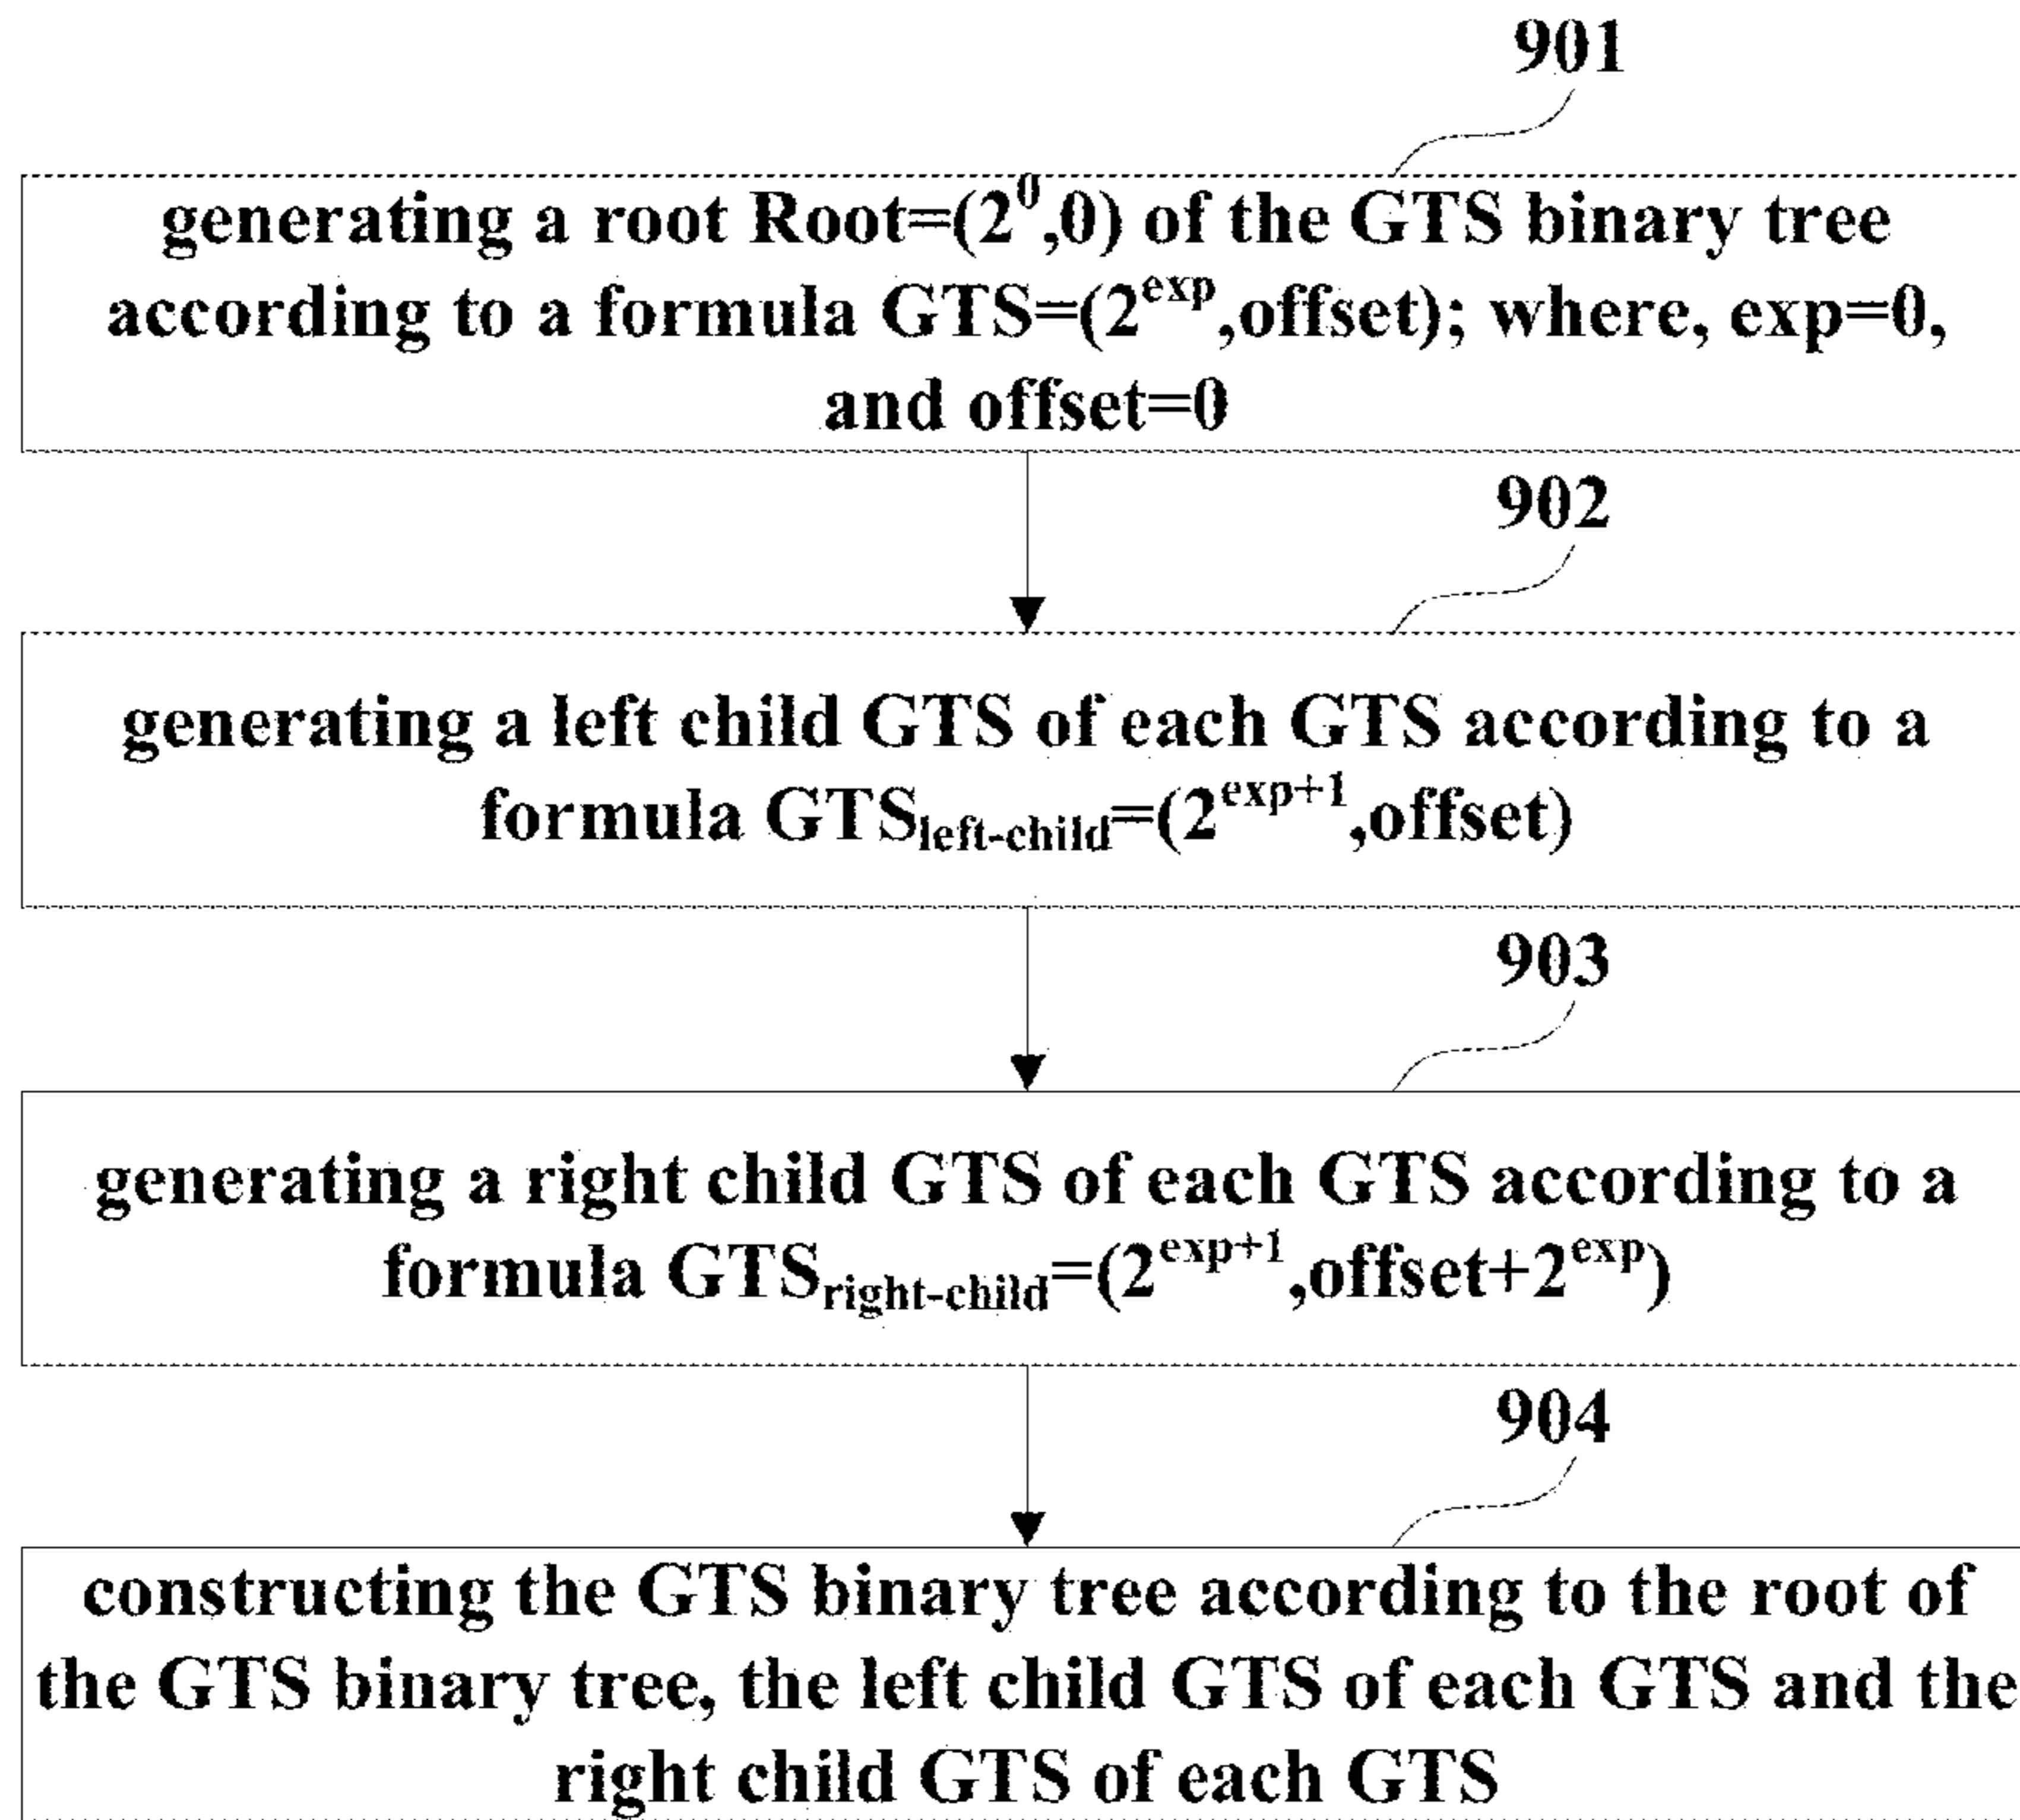 901
generating a root Root=(2^0,0) of the GTS binary tree
according to a formula GTS=(2^exp,offset); where, exp=0,
and offset=0
902
generating a left child GTS of each GTS according to a
formula GTS_left-child=(2^exp+1,offset)
903
generating a right child GTS of each GTS according to a
formula GTS_right-child=(2^exp+1,offset+2^exp)
904
constructing the GTS binary tree according to the root of
the GTS binary tree, the left child GTS of each GTS and the
right child GTS of each GTS